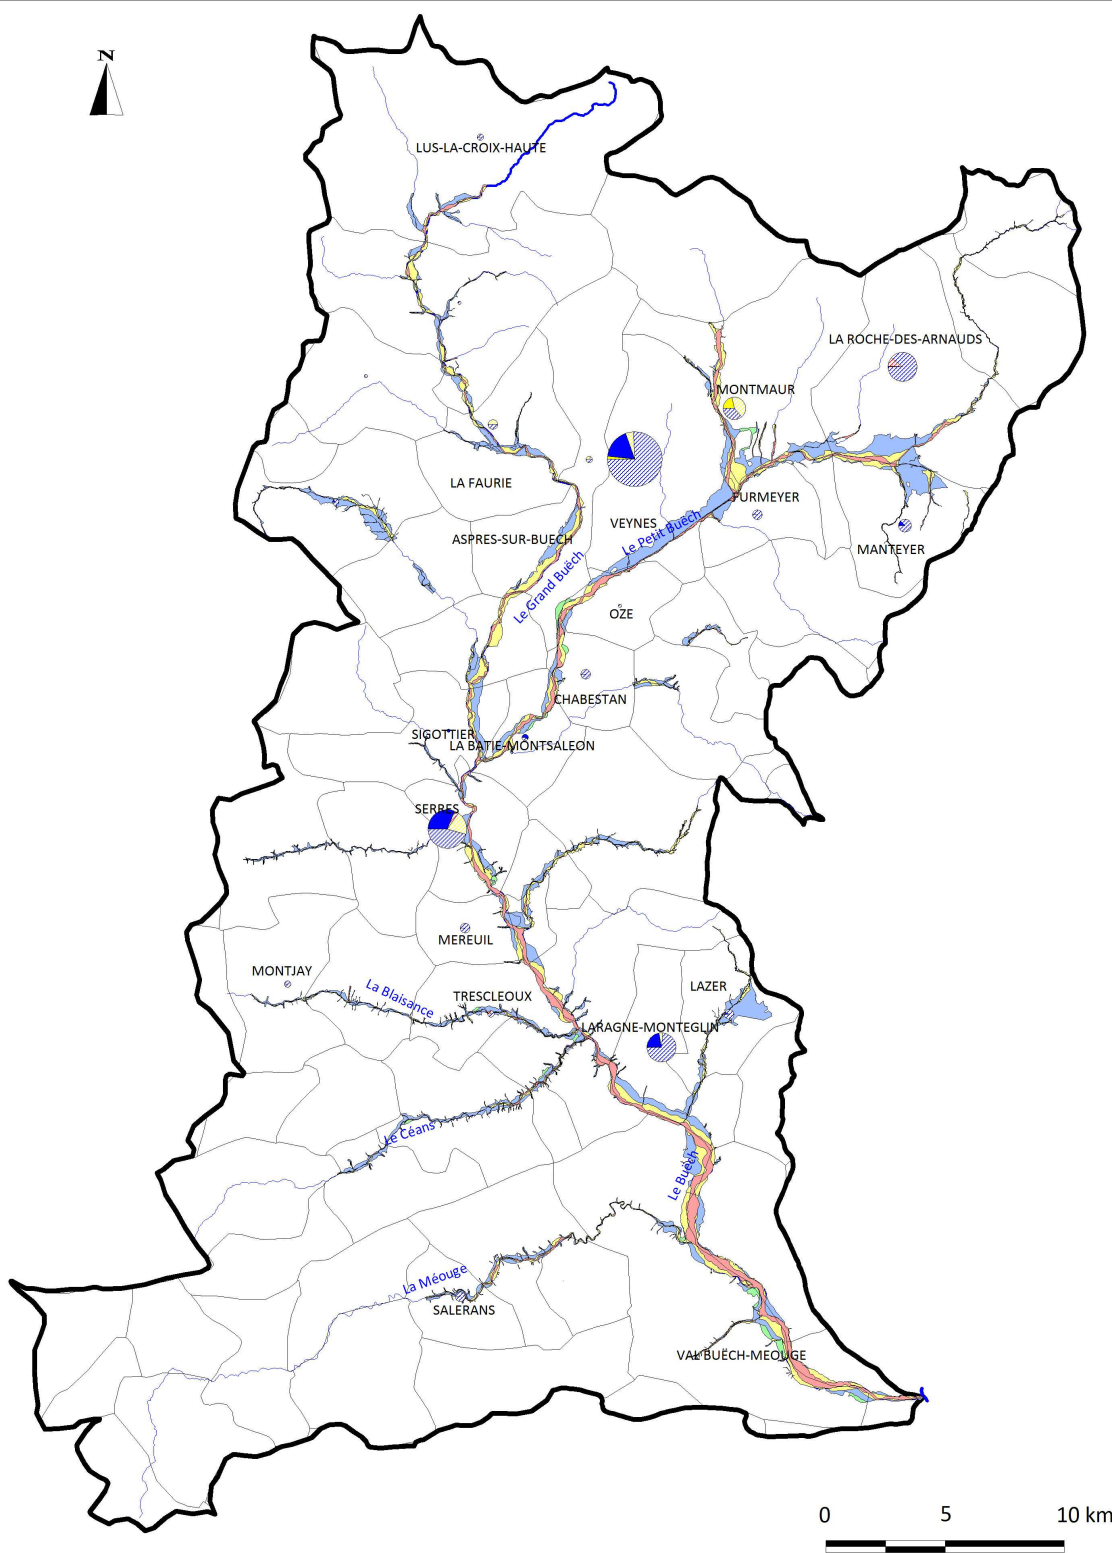 N
LUS-LA-CROIX-HAUTE
LA ROCHE-DES-ARNAUDS
MONTMAUR
LA FAURIE
FURMEYER
VEYNES
Le Petit Buëch
ASPRES-SUR-BUECH
MANTEYER
Le Grand Buëch
OZE
CHABESTAN
SIGOTTIER
LA BATIE-MONTSALEON
SERRES
MEREUIL
MONTJAY
La Blaisance
TRESCLEOUX
LAZER
LARAGNE-MONTEGLIN
Le Céans
Le Buëch
La Méouge
SALERANS
VAL BUËCH-MEOUGE
0 5 10 km